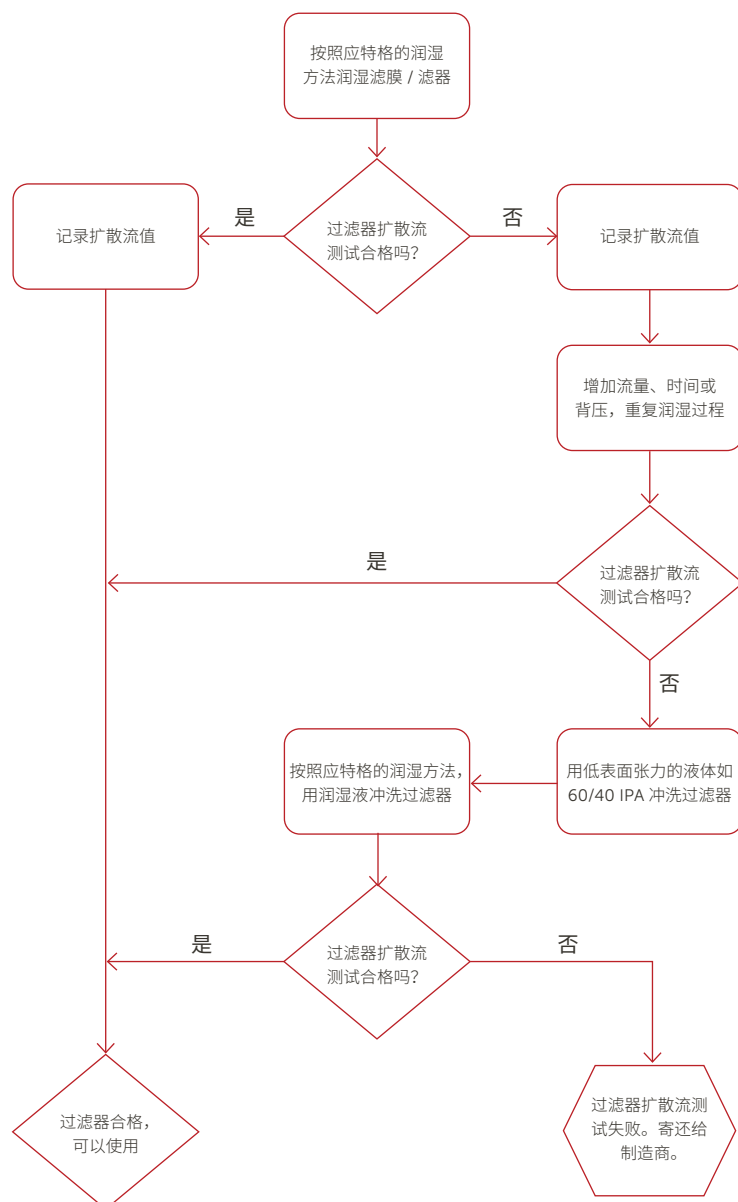 按照应特格的润湿
方法润湿滤膜 / 滤器
是
否
记录扩散流值
过滤器扩散流
测试合格吗?
记录扩散流值
增加流量、时间或
背压，重复润湿过程
是
过滤器扩散流
测试合格吗?
否
按照应特格的润湿方法，
用润湿液冲洗过滤器
用低表面张力的液体如
60/40 IPA 冲洗过滤器
是
否
过滤器扩散流
测试合格吗?
过滤器合格，
可以使用
过滤器扩散流测
试失败。寄还给
制造商。